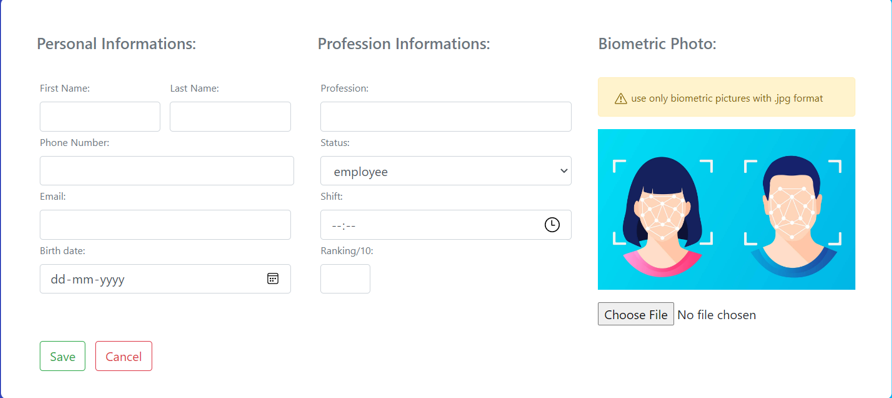 Personal Informations:
First Name:
Last Name:
Phone Number:
Email:
Birth date:
dd-mm-yyyy
Save
Cancel
Profession Informations:
Profession:
Status:
employee
Shift:
--:--
Ranking/10:
Biometric Photo:
use only biometric pictures with .jpg format
Choose File No file chosen